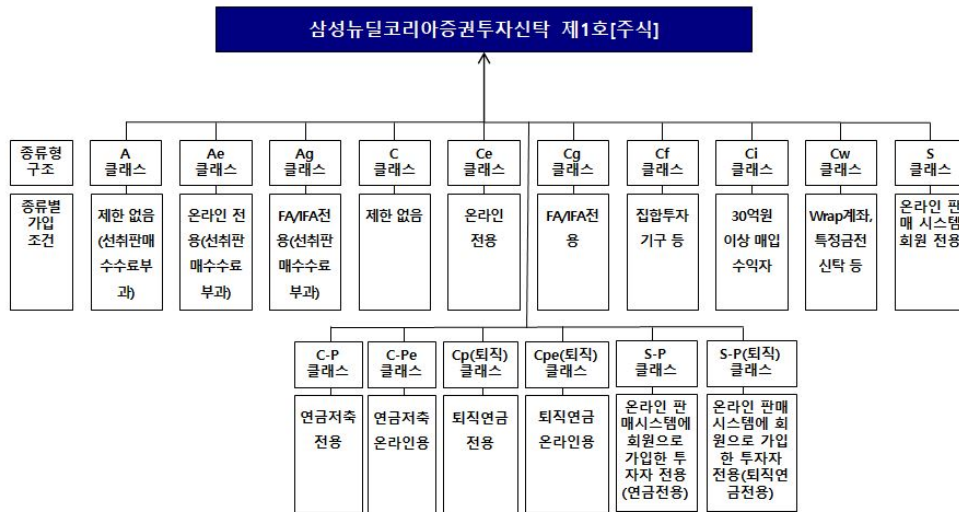 삼성뉴딜코리아증권투자신탁 제1호[주식]
종류형
구조
A
클래스
Ae
클래스
Ag
클래스
C
클래스
Ce
클래스
Cg
클래스
Cf
클래스
Ci
클래스
Cw
클래스
S
클래스
종류별
가입
조건
제한 없음
(선취판매
수수료부
과)
온라인 전
용(선취판
매수수료
부과)
FA/IFA전
용(선취판
매수수료
부과)
제한 없음
온라인
전용
FA/IFA전
용
집합투자
기구 등
30억원
이상 매입
수익자
Wrap계좌,
특정금전
신탁 등
온라인 판
매 시스템
회원 전용
C-P
클래스
C-Pe
클래스
Cp(퇴직)
클래스
Cpe(퇴직)
클래스
S-P
클래스
S-P(퇴직)
클래스
연금저축
전용
연금저축
온라인용
퇴직연금
전용
퇴직연금
온라인용
온라인 판
매시스템에
회원으로
가입한 투
자자 전용
(연금전용)
온라인 판매
시스템에 회
원으로 가입
한 투자자
전용(퇴직연
금전용)